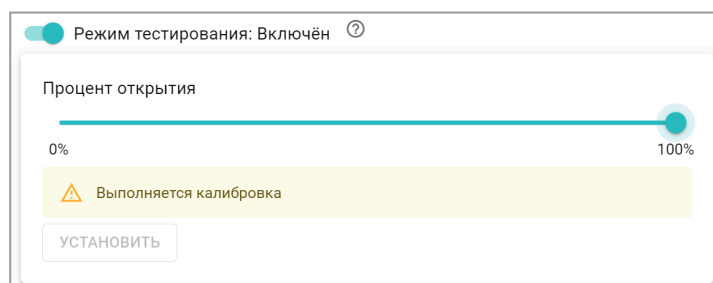 Режим тестирования: Включён
Процент открытия
0% 100%
Выполняется калибровка
УСТАНОВИТЬ